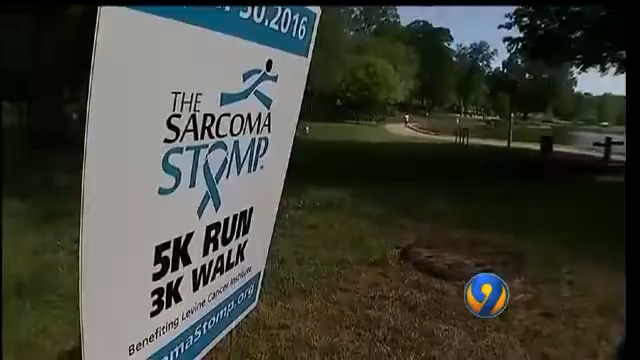 30.2016
THE
SARCOMA
STOMP
5K RUN
3K WALK
Benefiting Levine Cancer Institute
omaStomp.org
9